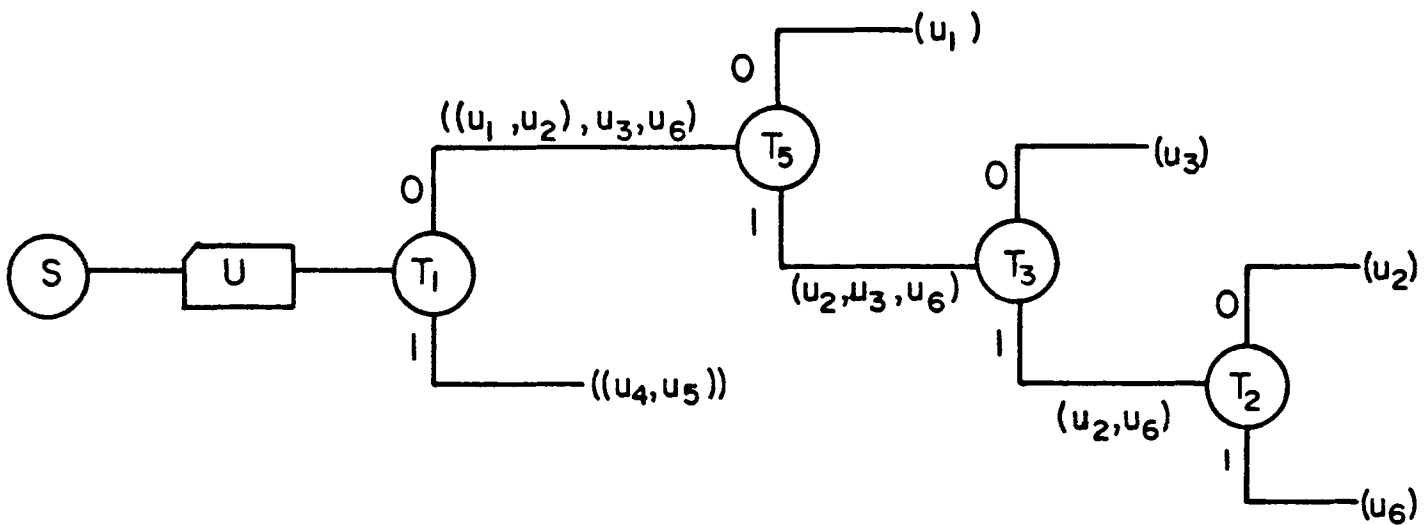 (u₁ )
0
((u₁ ,u₂) , u₃,u₆)
T₅
(u₃)
0
0
1
S
U
T₁
(u₂,u₃,u₆)
T₃
(u₂)
0
1
1
((u₄,u₅))
T₂
(u₂,u₆)
1
(u₆)